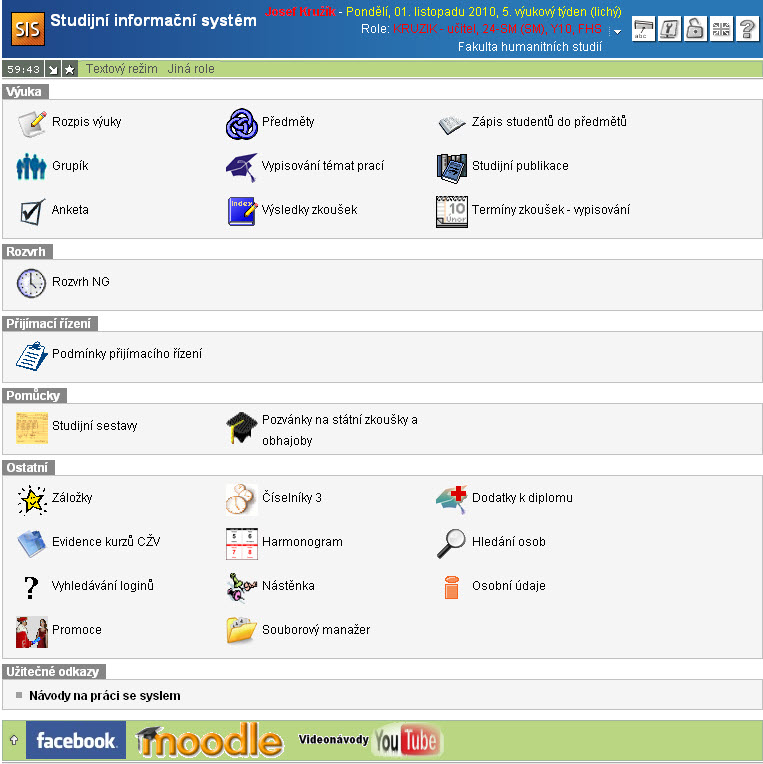 SIS Studijní informační systém
Josef Kružík - Pondělí, 01. listopadu 2010, 5. výukový týden (lichý)
Role: KRUZIK - učitel, 24-SM (SM), Y10, FHS
Fakulta humanitních studií
abc
59:43 Textový režim Jiná role
Výuka
Rozpis výuky Předměty Zápis studentů do předmětů
Grupík Vypisování témat prací Studijní publikace
Anketa Index Výsledky zkoušek 10 Únor Termíny zkoušek - vypisování
Rozvrh
Rozvrh NG
Přijímací řízení
Podmínky přijímacího řízení
Pomůcky
Studijní sestavy Pozvánky na státní zkoušky a
obhajoby
Ostatní
Záložky Číselníky 3 Dodatky k diplomu
Evidence kurzů CŽV 5 6 7 8 Harmonogram Hledání osob
? Vyhledávání loginů Nástěnka Osobní údaje
Promoce Souborový manažer
Užitečné odkazy
Návody na práci se syslem
facebook. moodle Videonávody YouTube